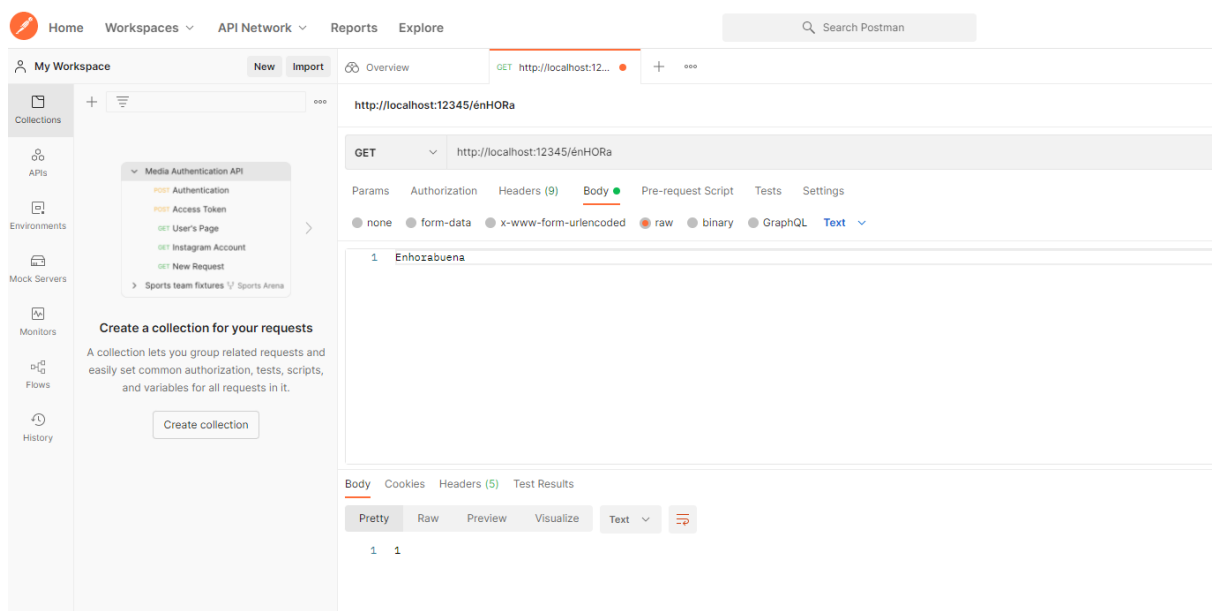 Home Workspaces API Network Reports Explore Search Postman
My Workspace New Import
Overview GET http://localhost:12... 
Collections
APIs
Environments
Mock Servers
Monitors
Flows
History
Media Authentication API
POST Authentication
POST Access Token
GET User's Page
GET Instagram Account
GET New Request
Sports team fixtures Sports Arena
Create a collection for your requests
A collection lets you group related requests and
easily set common authorization, tests, scripts,
and variables for all requests in it.
Create collection
http://localhost:12345/énHORa
GET http://localhost:12345/énHORa
Params Authorization Headers (9) Body Pre-request Script Tests Settings
none form-data x-www-form-urlencoded raw binary GraphQL Text
1 Enhorabuena
Body Cookies Headers (5) Test Results
Pretty Raw Preview Visualize Text
1 1